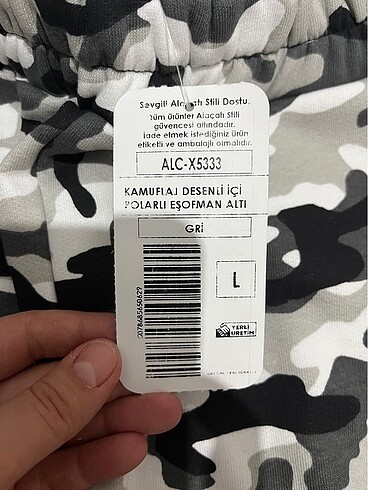 Sevgili Alaçatı Stili Dostu,
Tüm ürünler Alaçatı Stili
güvencesi altındadır.
İade etmek istediğiniz ürün
etiketli ve ambalajlı olmalıdır.
ALC-X5333
KAMUFLAJ DESENLİ İÇİ
POLARLI EŞOFMAN ALTI
GRİ
L
YERLİ
ÜRETİM